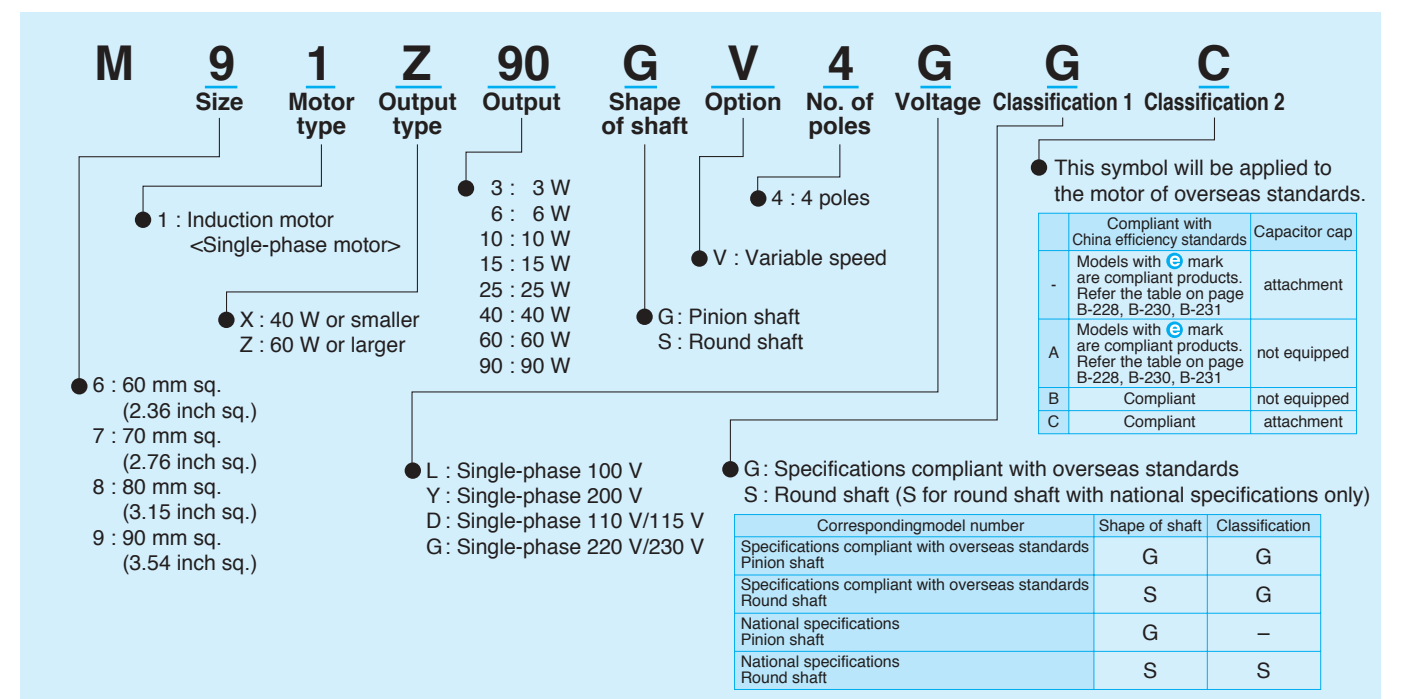 M 9 1 Z 90 G V 4 G G C
Size Motor type Output type Output Shape of shaft Option No. of poles Voltage Classification 1 Classification 2
6 : 60 mm sq.
(2.36 inch sq.)
7 : 70 mm sq.
(2.76 inch sq.)
8 : 80 mm sq.
(3.15 inch sq.)
9 : 90 mm sq.
(3.54 inch sq.)
1 : Induction motor
<Single-phase motor>
X : 40 W or smaller
Z : 60 W or larger
3 : 3 W
6 : 6 W
10 : 10 W
15 : 15 W
25 : 25 W
40 : 40 W
60 : 60 W
90 : 90 W
G : Pinion shaft
S : Round shaft
V : Variable speed
4 : 4 poles
L : Single-phase 100 V
Y : Single-phase 200 V
D : Single-phase 110 V/115 V
G : Single-phase 220 V/230 V
G : Specifications compliant with overseas standards
S : Round shaft (S for round shaft with national specifications only)
Correspondingmodel number Shape of shaft Classification
Specifications compliant with overseas standards
Pinion shaft G G
Specifications compliant with overseas standards
Round shaft S G
National specifications
Pinion shaft G –
National specifications
Round shaft S S
This symbol will be applied to
the motor of overseas standards.
Compliant with
China efficiency standards Capacitor cap
- Models with e mark
are compliant products.
Refer the table on page
B-228, B-230, B-231 attachment
A Models with e mark
are compliant products.
Refer the table on page
B-228, B-230, B-231 not equipped
B Compliant not equipped
C Compliant attachment